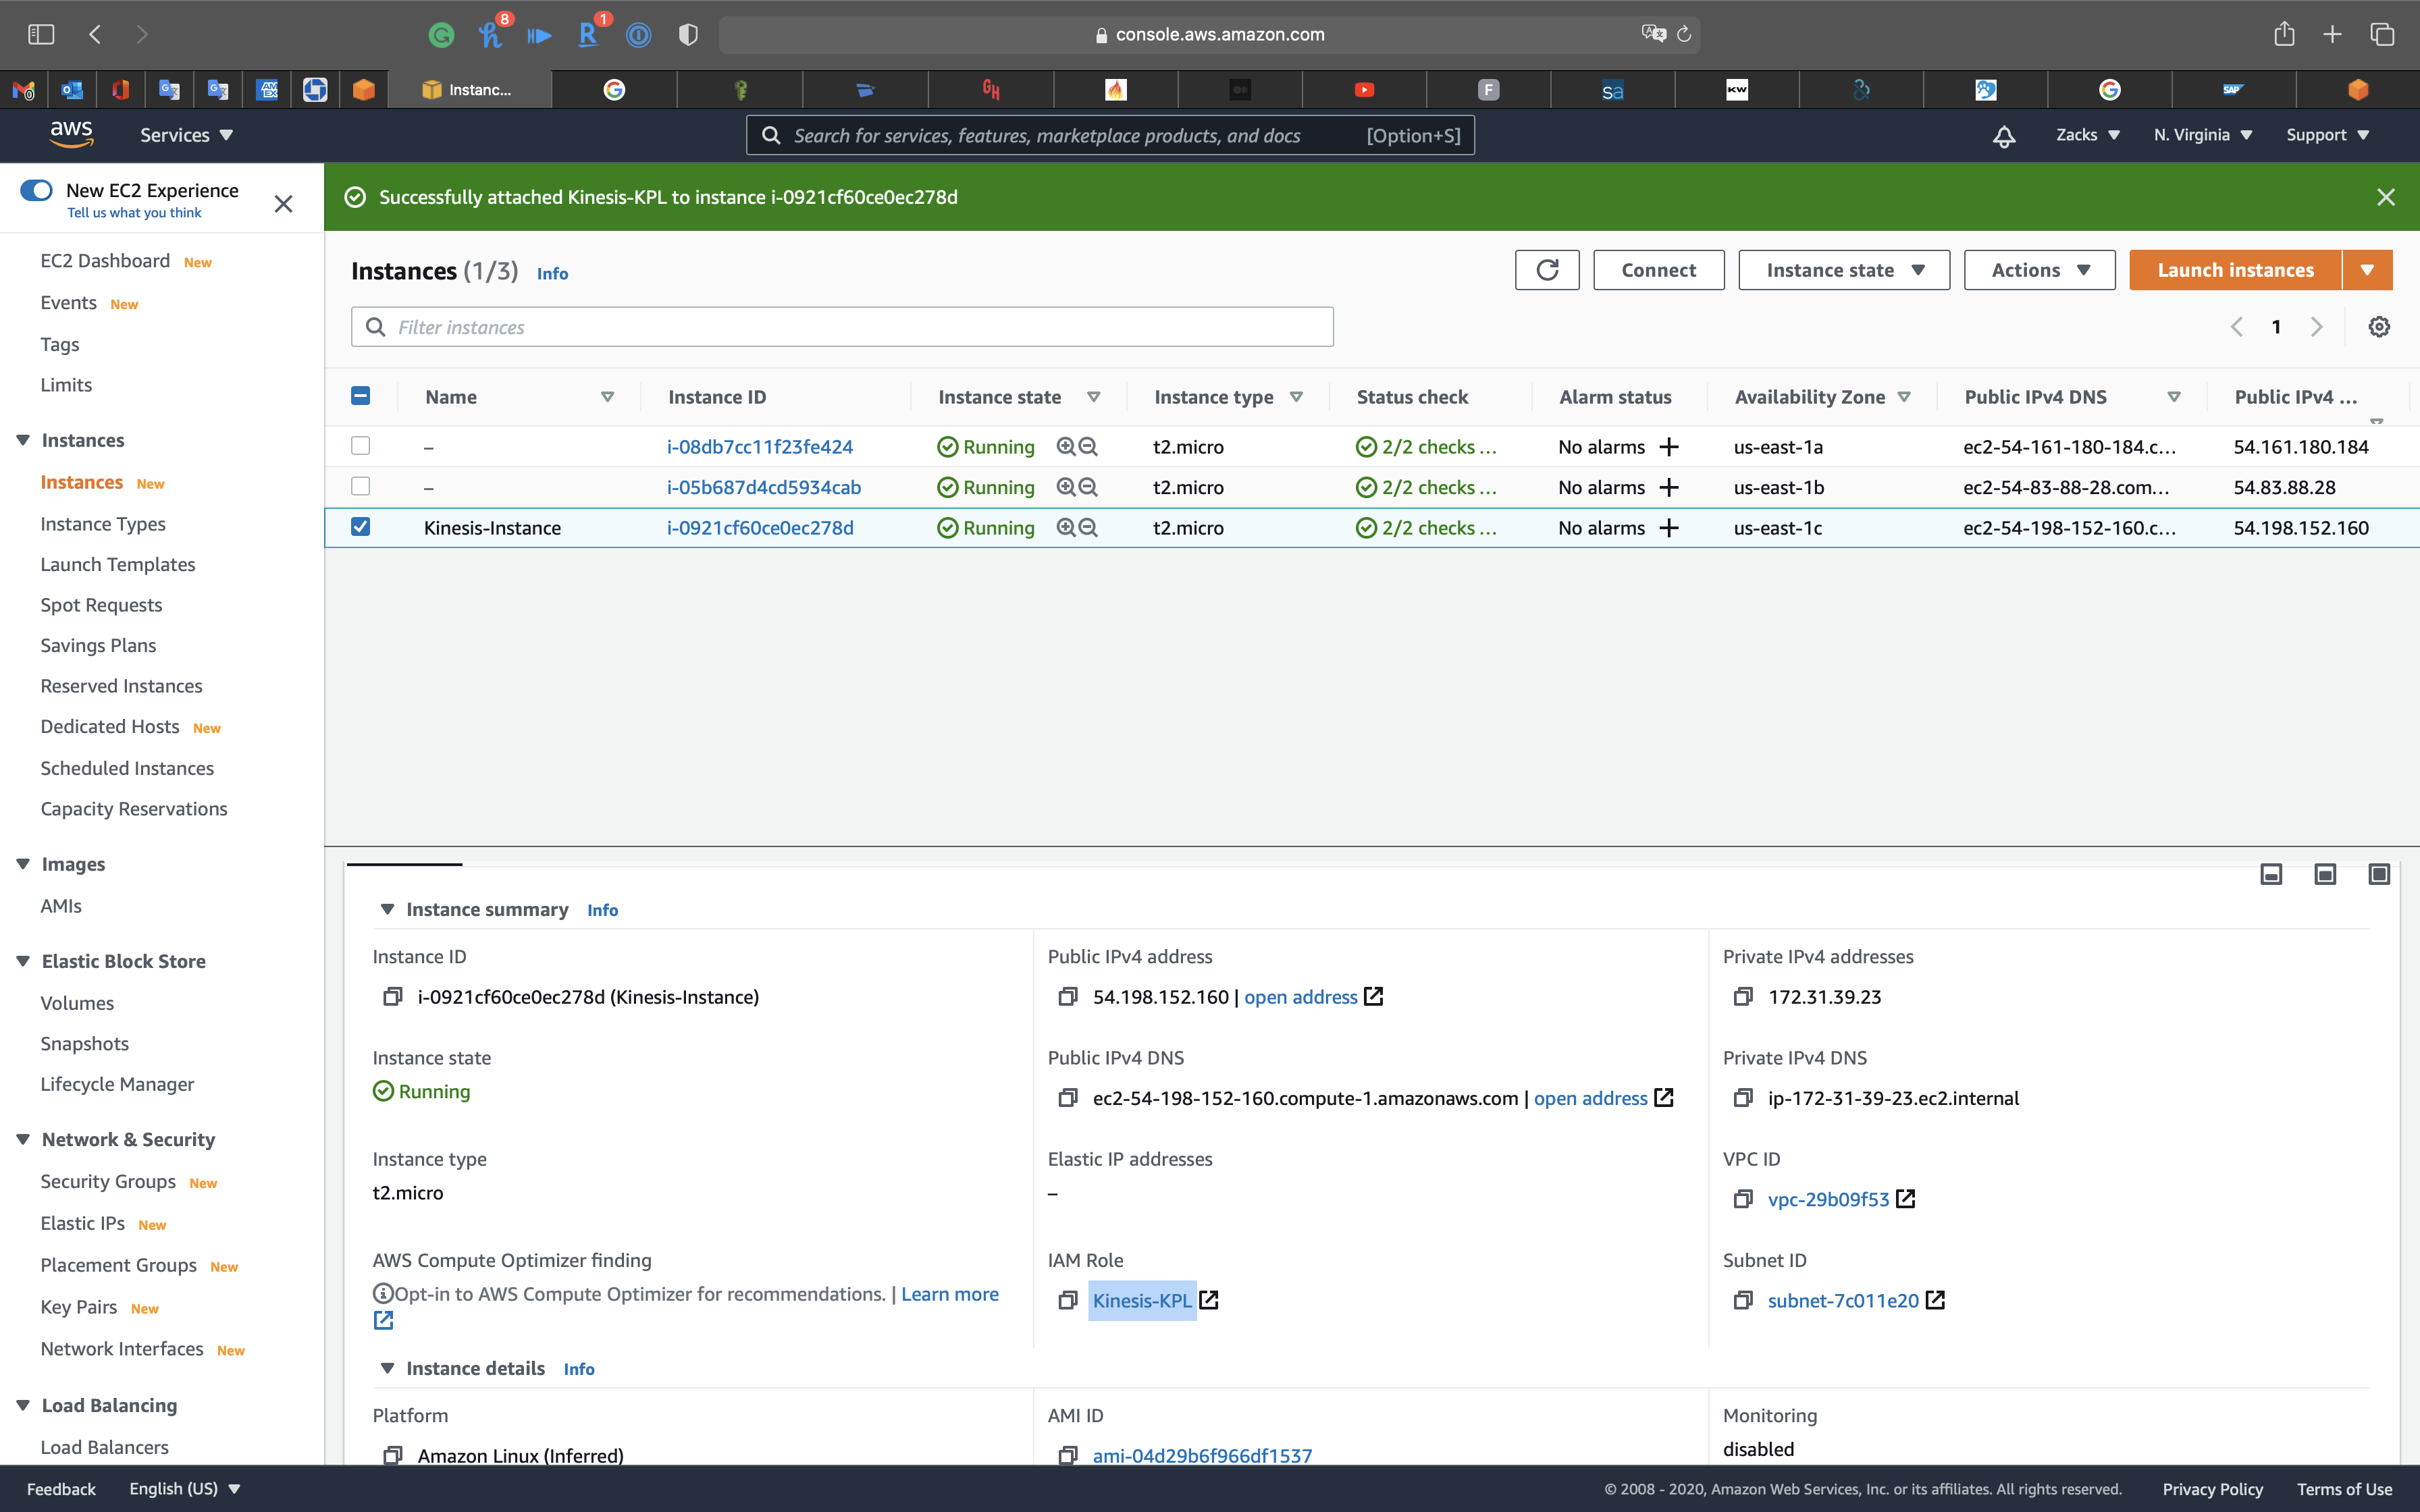 8
1
console.aws.amazon.com
Instanc...
F
sa
KW
SAP
aws
Services
Search for services, features, marketplace products, and docs
[Option+S]
Zacks
N. Virginia
Support
New EC2 Experience
Tell us what you think
Successfully attached Kinesis-KPL to instance i-0921cf60ce0ec278d
EC2 Dashboard New
Events New
Tags
Limits
Instances
Instances New
Instance Types
Launch Templates
Spot Requests
Savings Plans
Reserved Instances
Dedicated Hosts New
Scheduled Instances
Capacity Reservations
Images
AMIs
Elastic Block Store
Volumes
Snapshots
Lifecycle Manager
Network & Security
Security Groups New
Elastic IPs New
Placement Groups New
Key Pairs New
Network Interfaces New
Load Balancing
Load Balancers
Instances (1/3) Info
Connect
Instance state
Actions
Launch instances
Filter instances
1
Name Instance ID Instance state Instance type Status check Alarm status Availability Zone Public IPv4 DNS Public IPv4 ...
– i-08db7cc11f23fe424 Running t2.micro 2/2 checks ... No alarms us-east-1a ec2-54-161-180-184.c... 54.161.180.184
– i-05b687d4cd5934cab Running t2.micro 2/2 checks ... No alarms us-east-1b ec2-54-83-88-28.com... 54.83.88.28
Kinesis-Instance i-0921cf60ce0ec278d Running t2.micro 2/2 checks ... No alarms us-east-1c ec2-54-198-152-160.c... 54.198.152.160
Instance summary Info
Instance ID
i-0921cf60ce0ec278d (Kinesis-Instance)
Public IPv4 address
54.198.152.160 | open address
Private IPv4 addresses
172.31.39.23
Instance state
Running
Public IPv4 DNS
ec2-54-198-152-160.compute-1.amazonaws.com | open address
Private IPv4 DNS
ip-172-31-39-23.ec2.internal
Instance type
t2.micro
Elastic IP addresses
–
VPC ID
vpc-29b09f53
AWS Compute Optimizer finding
Opt-in to AWS Compute Optimizer for recommendations. | Learn more
IAM Role
Kinesis-KPL
Subnet ID
subnet-7c011e20
Instance details Info
Platform
Amazon Linux (Inferred)
AMI ID
ami-04d29b6f966df1537
Monitoring
disabled
Feedback
English (US)
© 2008 - 2020, Amazon Web Services, Inc. or its affiliates. All rights reserved.
Privacy Policy
Terms of Use